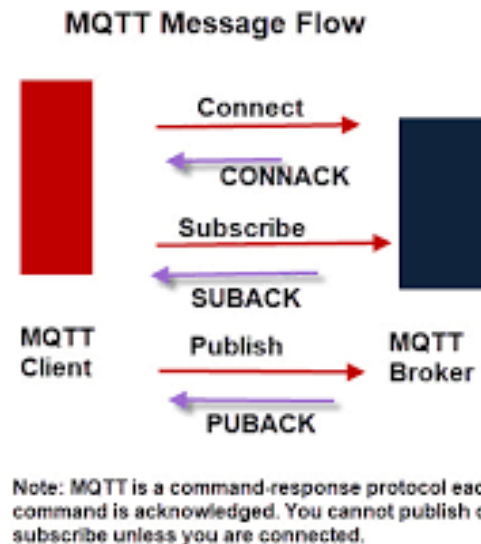 MQTT Message Flow
Connect
CONNACK
Subscribe
SUBACK
MQTT
Client
Publish
MQTT
Broker
PUBACK
Note: MQTT is a command-response protocol eac
command is acknowledged. You cannot publish o
subscribe unless you are connected.